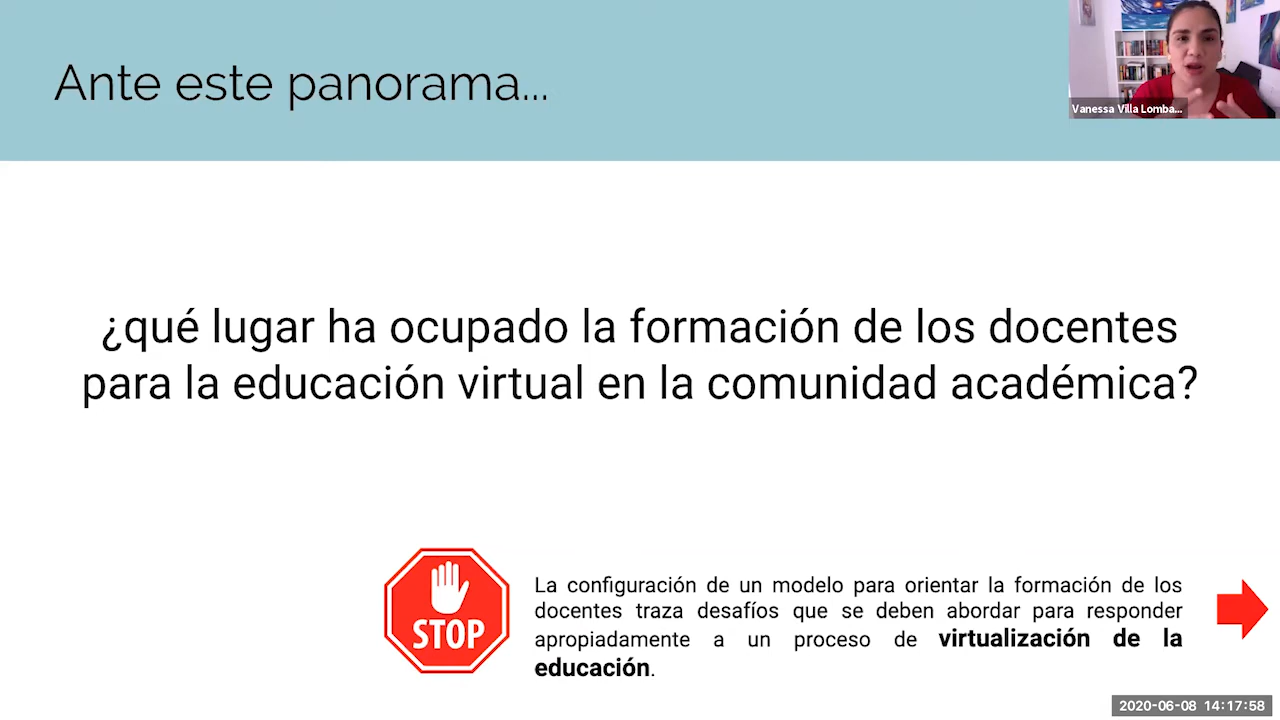 Ante este panorama...
Vanessa Villa Lomba...
¿qué lugar ha ocupado la formación de los docentes
para la educación virtual en la comunidad académica?
STOP
La configuración de un modelo para orientar la formación de los
docentes traza desafíos que se deben abordar para responder
apropiadamente a un proceso de virtualización de la
educación.
2020-06-08 14:17:58